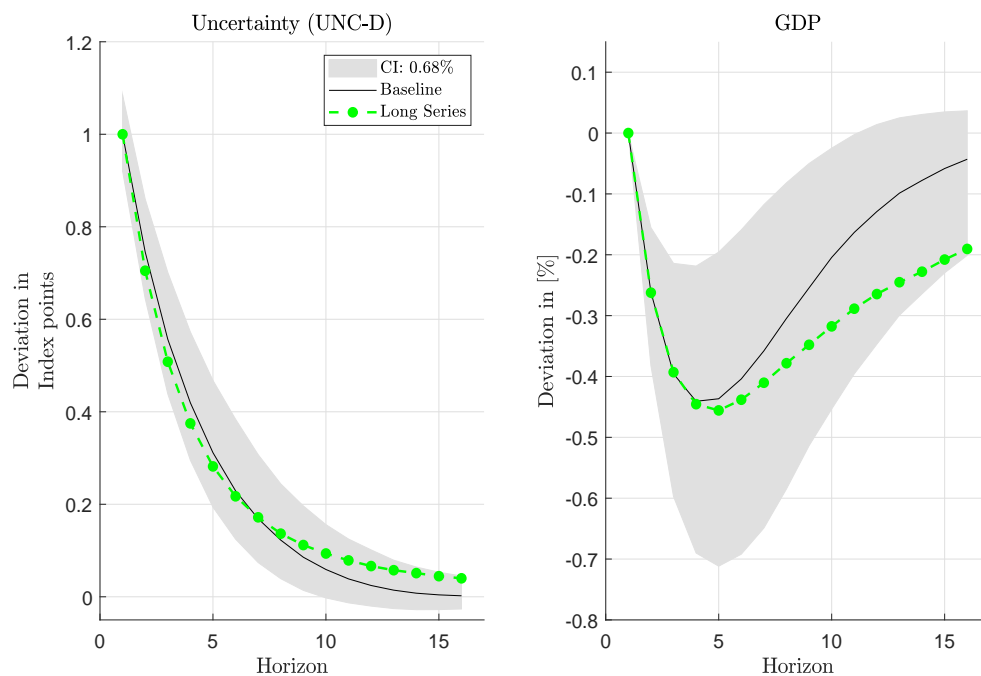 Uncertainty (UNC-D)
1.2
1
0.8
0.6
0.4
0.2
0
0
5
10
15
Deviation in
Index points
Horizon
CI: 0.68%
Baseline
Long Series
GDP
0.1
0
-0.1
-0.2
-0.3
-0.4
-0.5
-0.6
-0.7
-0.8
0
5
10
15
Deviation in [%]
Horizon